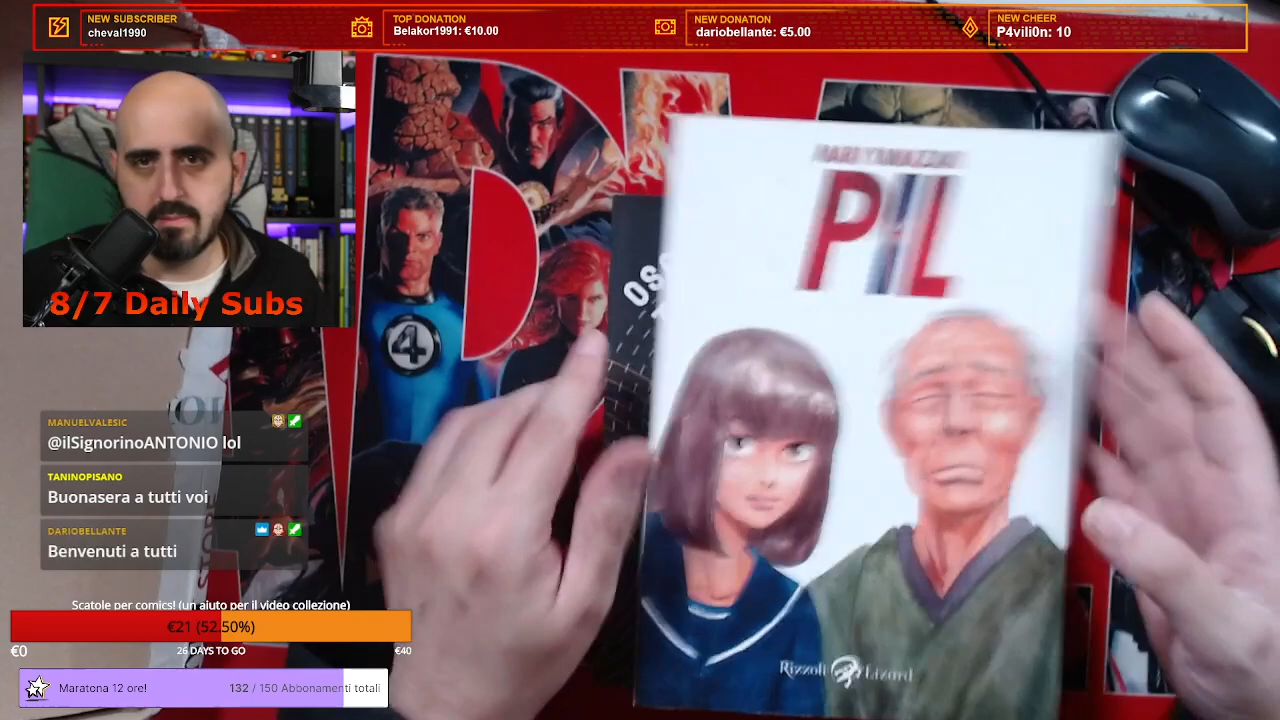 NEW SUBSCRIBER
cheval1990
TOP DONATION
Belakor1991: €10.00
NEW DONATION
dariobellante: €5.00
NEW CHEER
P4vili0n: 10
8/7 Daily Subs
4
MARI YAMAZAKI
PIL
Rizzoli Lizard
MANUELVALESIC
@ilSignorinoANTONIO lol
TANINOPISANO
Buonasera a tutti voi
DARIOBELLANTE
Benvenuti a tutti
Scatole per comics! (un aiuto per il video collezione)
€21 (52.50%)
€0
26 DAYS TO GO
€40
Maratona 12 ore!
132 / 150 Abbonamenti totali